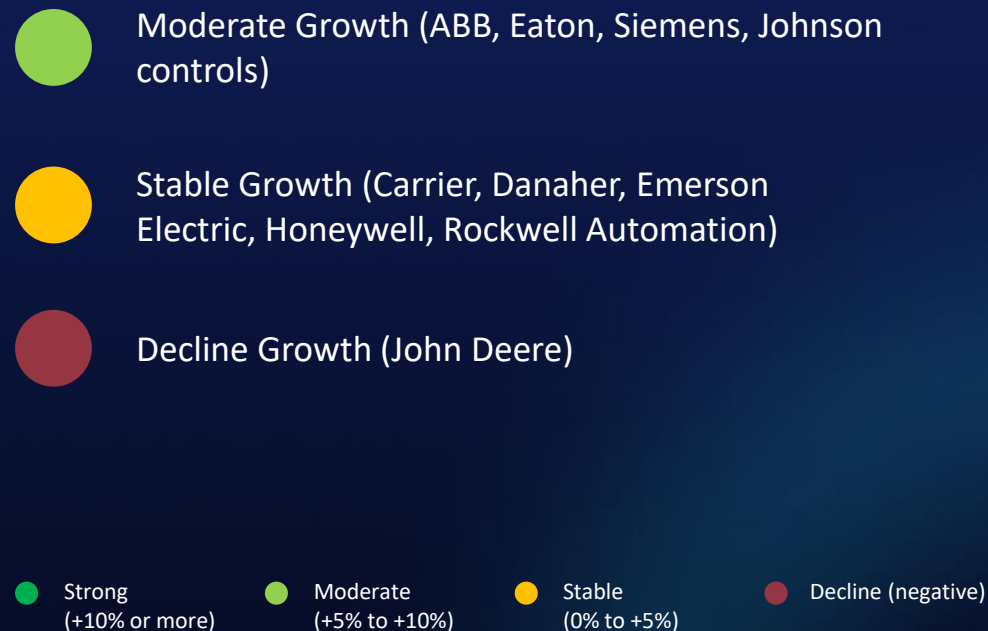 Moderate Growth (ABB, Eaton, Siemens, Johnson
controls)
Stable Growth (Carrier, Danaher, Emerson
Electric, Honeywell, Rockwell Automation)
Decline Growth (John Deere)
Strong
(+10% or more)
Moderate
(+5% to +10%)
Stable
(0% to +5%)
Decline (negative)